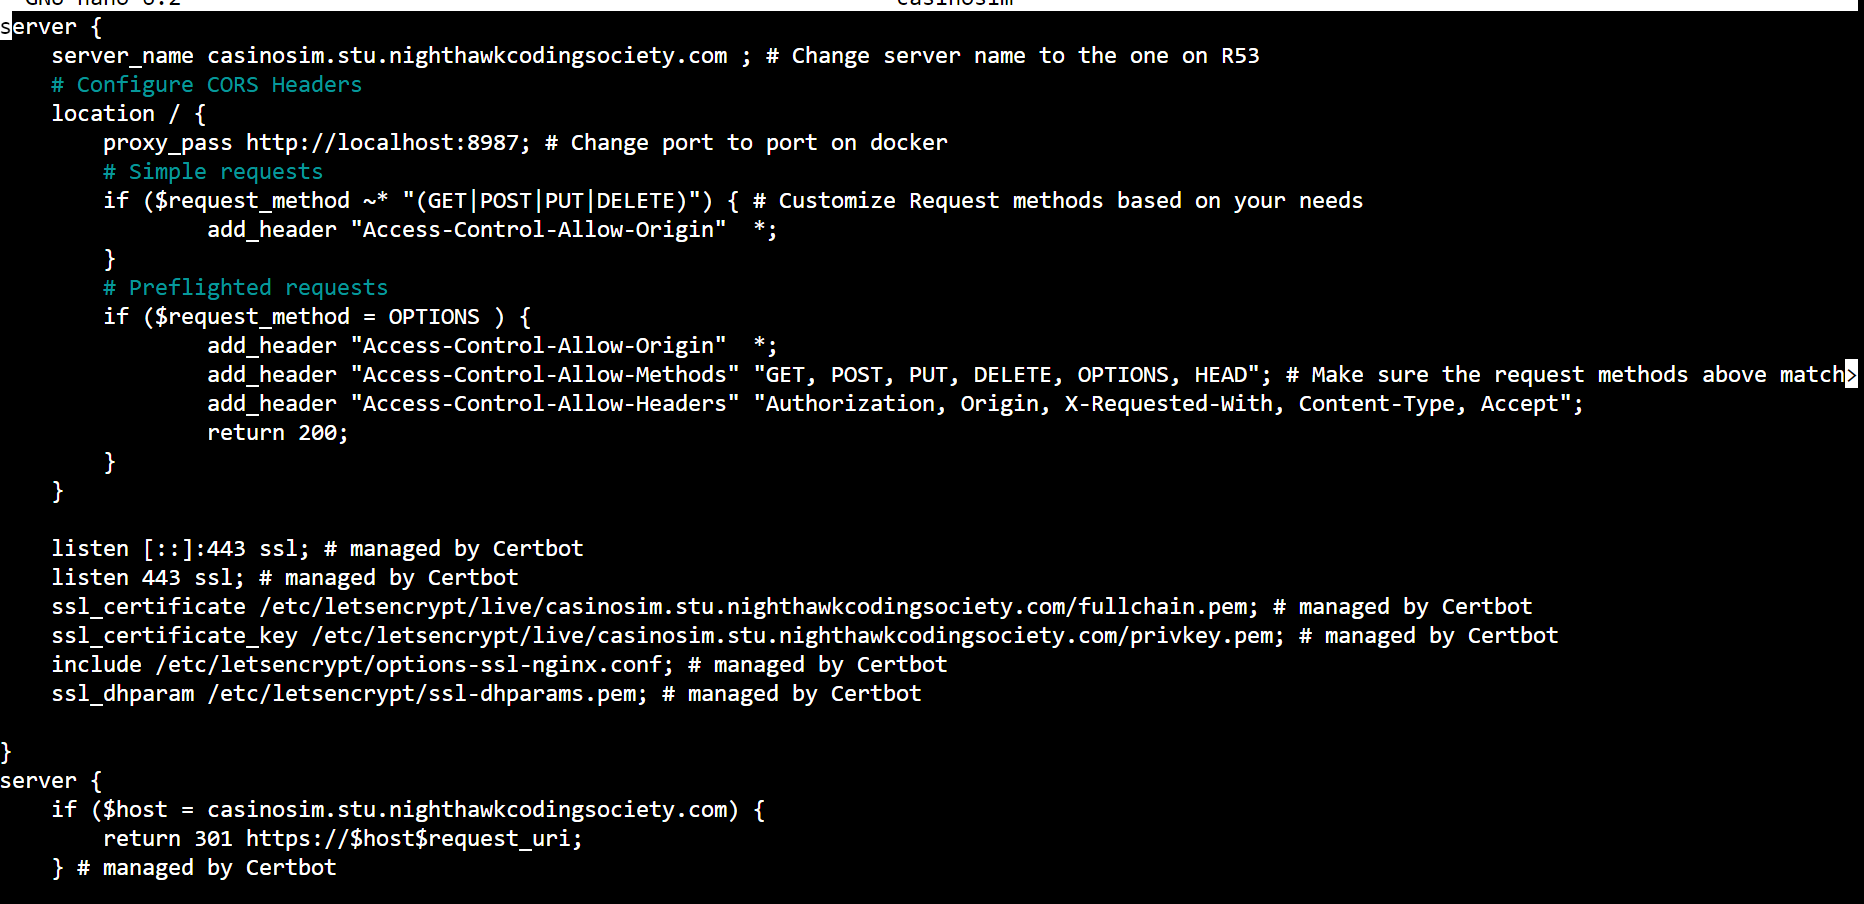 GNU nano 6.2 casinosim
server {
    server_name casinosim.stu.nighthawkcodingsociety.com ; # Change server name to the one on R53
    # Configure CORS Headers
    location / {
        proxy_pass http://localhost:8987; # Change port to port on docker
        # Simple requests
        if ($request_method ~* "(GET|POST|PUT|DELETE)") { # Customize Request methods based on your needs
                add_header "Access-Control-Allow-Origin"  *;
        }
        # Preflighted requests
        if ($request_method = OPTIONS ) {
                add_header "Access-Control-Allow-Origin"  *;
                add_header "Access-Control-Allow-Methods" "GET, POST, PUT, DELETE, OPTIONS, HEAD"; # Make sure the request methods above match>
                add_header "Access-Control-Allow-Headers" "Authorization, Origin, X-Requested-With, Content-Type, Accept";
                return 200;
        }
    }

    listen [::]:443 ssl; # managed by Certbot
    listen 443 ssl; # managed by Certbot
    ssl_certificate /etc/letsencrypt/live/casinosim.stu.nighthawkcodingsociety.com/fullchain.pem; # managed by Certbot
    ssl_certificate_key /etc/letsencrypt/live/casinosim.stu.nighthawkcodingsociety.com/privkey.pem; # managed by Certbot
    include /etc/letsencrypt/options-ssl-nginx.conf; # managed by Certbot
    ssl_dhparam /etc/letsencrypt/ssl-dhparams.pem; # managed by Certbot

}
server {
    if ($host = casinosim.stu.nighthawkcodingsociety.com) {
        return 301 https://$host$request_uri;
    } # managed by Certbot